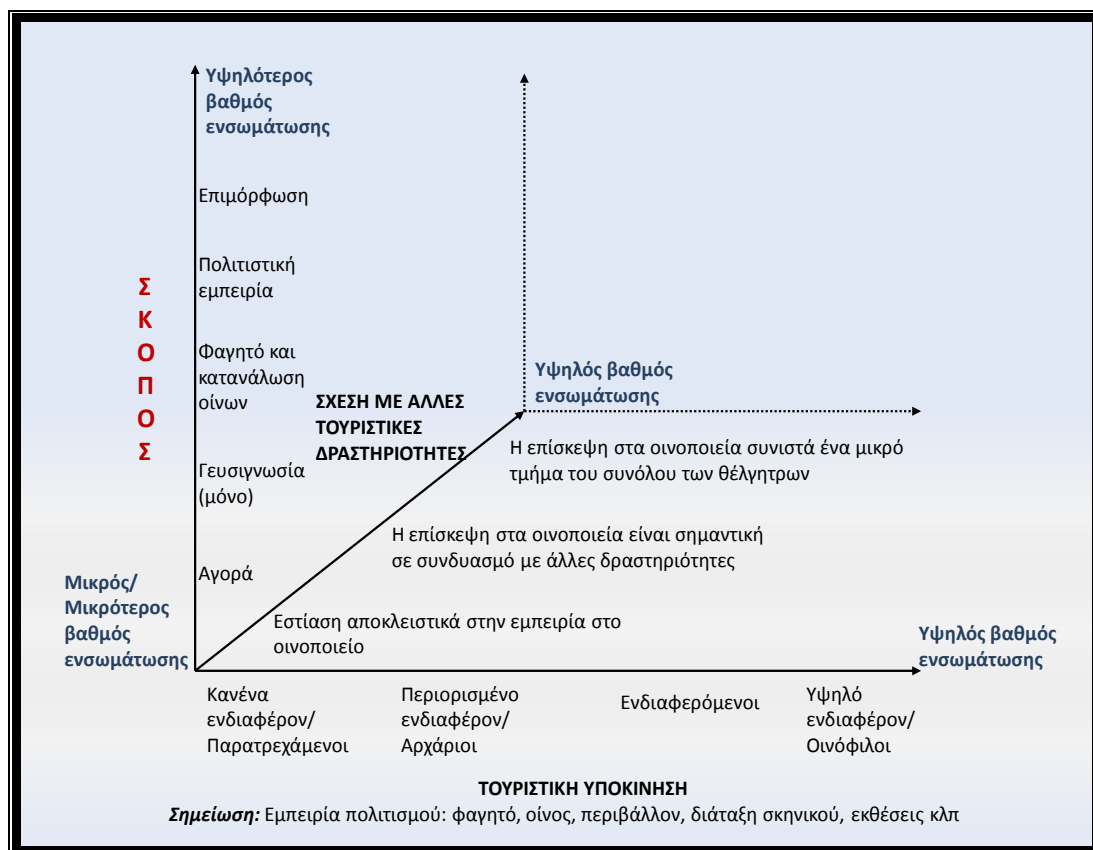 Υψηλότερος
βαθμός
ενσωμάτωσης
Επιμόρφωση
Πολιτιστική
εμπειρία
Σ
Κ
Ο
Π
Ο
Σ
Φαγητό και
κατανάλωση
οίνων
Υψηλός βαθμός
ενσωμάτωσης
ΣΧΕΣΗ ΜΕ ΑΛΛΕΣ
ΤΟΥΡΙΣΤΙΚΕΣ
ΔΡΑΣΤΗΡΙΟΤΗΤΕΣ
Η επίσκεψη στα οινοποιεία συνιστά ένα μικρό
τμήμα του συνόλου των θέλγητρων
Γευσιγνωσία
(μόνο)
Η επίσκεψη στα οινοποιεία είναι σημαντική
σε συνδυασμό με άλλες δραστηριότητες
Αγορά
Μικρός/
Μικρότερος
βαθμός
ενσωμάτωσης
Εστίαση αποκλειστικά στην εμπειρία στο
οινοποιείο
Υψηλός βαθμός
ενσωμάτωσης
Κανένα
ενδιαφέρον/
Παρατρεχάμενοι
Περιορισμένο
ενδιαφέρον/
Αρχάριοι
Ενδιαφερόμενοι
Υψηλό
ενδιαφέρον/
Οινόφιλοι
ΤΟΥΡΙΣΤΙΚΗ ΥΠΟΚΙΝΗΣΗ
Σημείωση: Εμπειρία πολιτισμού: φαγητό, οίνος, περιβάλλον, διάταξη σκηνικού, εκθέσεις κλπ